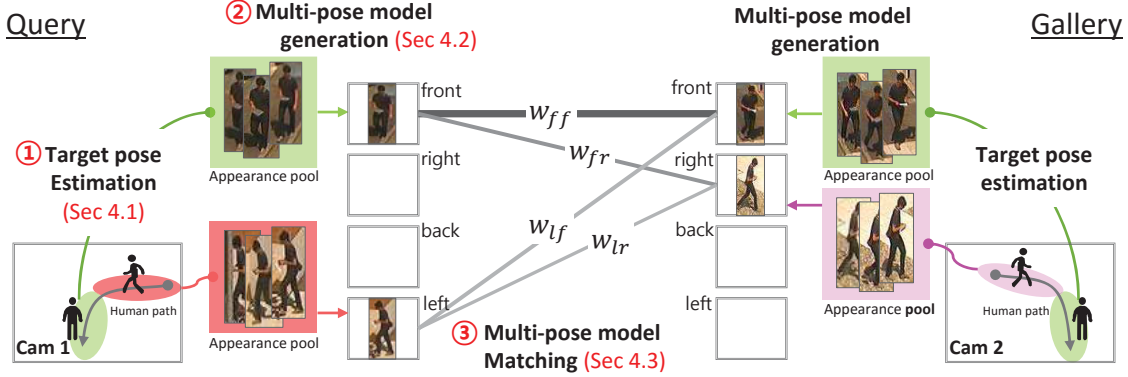 Query
② Multi-pose model
generation (Sec 4.2)
Multi-pose model
generation
Gallery
front
right
back
left
front
right
back
left
w_ff
w_fr
w_lf
w_lr
① Target pose
Estimation
(Sec 4.1)
Appearance pool
Appearance pool
Human path
Cam 1
③ Multi-pose model
Matching (Sec 4.3)
Appearance pool
Appearance pool
Target pose
estimation
Human path
Cam 2